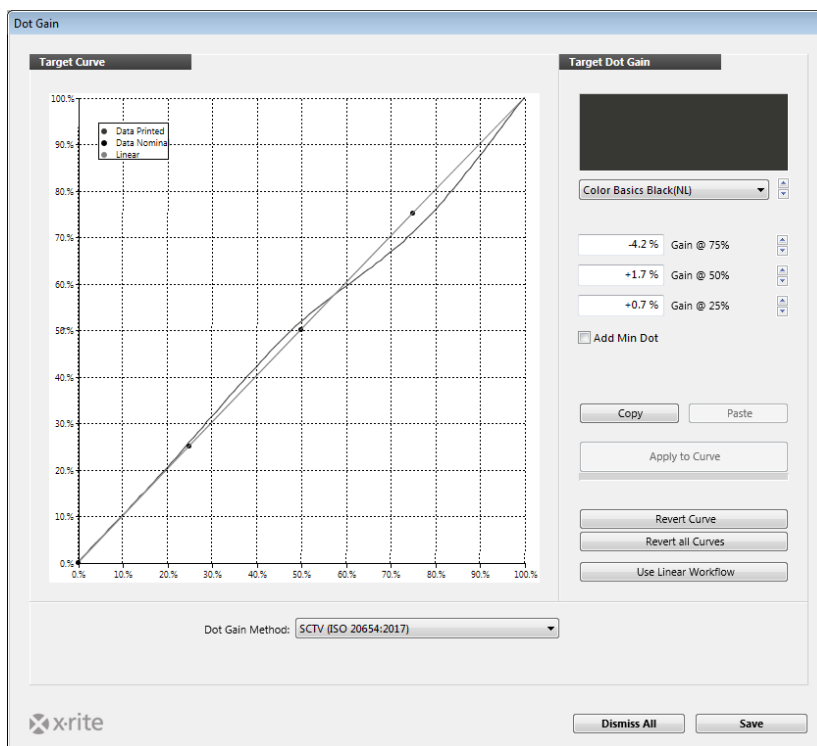 Dot Gain
Target Curve
100.%
90.%
80.%
70.%
60.%
50.%
40.%
30.%
20.%
10.%
0.%
Data Printed
Data Nominal
Linear
0.% 10.% 20.% 30.% 40.% 50.% 60.% 70.% 80.% 90.% 100.%
Target Dot Gain
Color Basics Black(NL)
-4.2 % Gain @ 75%
+1.7 % Gain @ 50%
+0.7 % Gain @ 25%
Add Min Dot
Copy Paste
Apply to Curve
Revert Curve
Revert all Curves
Use Linear Workflow
Dot Gain Method: SCTV (ISO 20654:2017)
x·rite
Dismiss All Save